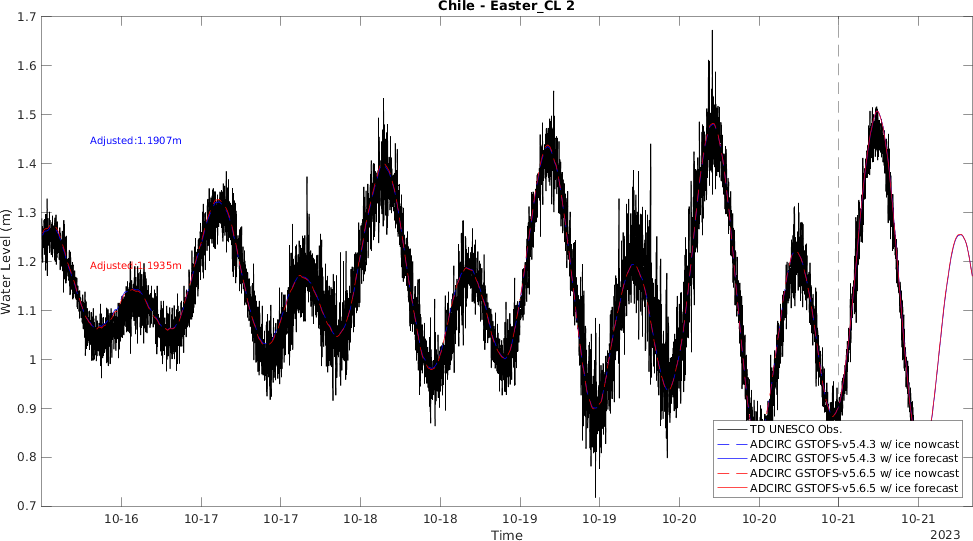 Chile - Easter_CL 2
1.7
1.6
1.5
1.4
1.3
1.2
1.1
1
0.9
0.8
0.7
Water Level (m)
Adjusted:1.1907m
Adjusted:1.1935m
TD UNESCO Obs.
ADCIRC GSTOFS-v5.4.3 w/ ice nowcast
ADCIRC GSTOFS-v5.4.3 w/ ice forecast
ADCIRC GSTOFS-v5.6.5 w/ ice nowcast
ADCIRC GSTOFS-v5.6.5 w/ ice forecast
10-16 10-17 10-17 10-18 10-18 10-19 10-19 10-20 10-20 10-21 10-21
Time
2023